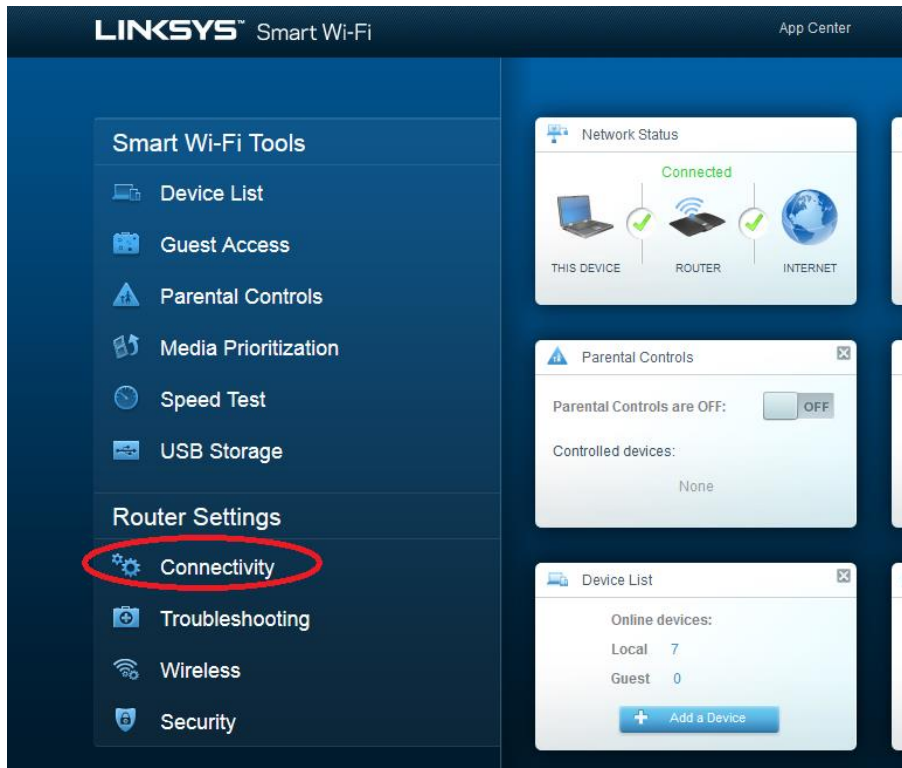 LINKSYS™ Smart Wi-Fi
App Center
Smart Wi-Fi Tools
Device List
Guest Access
Parental Controls
Media Prioritization
Speed Test
USB Storage
Router Settings
Connectivity
Troubleshooting
Wireless
Security
Network Status
Connected
THIS DEVICE ROUTER INTERNET
Parental Controls
Parental Controls are OFF: OFF
Controlled devices:
None
Device List
Online devices:
Local 7
Guest 0
Add a Device